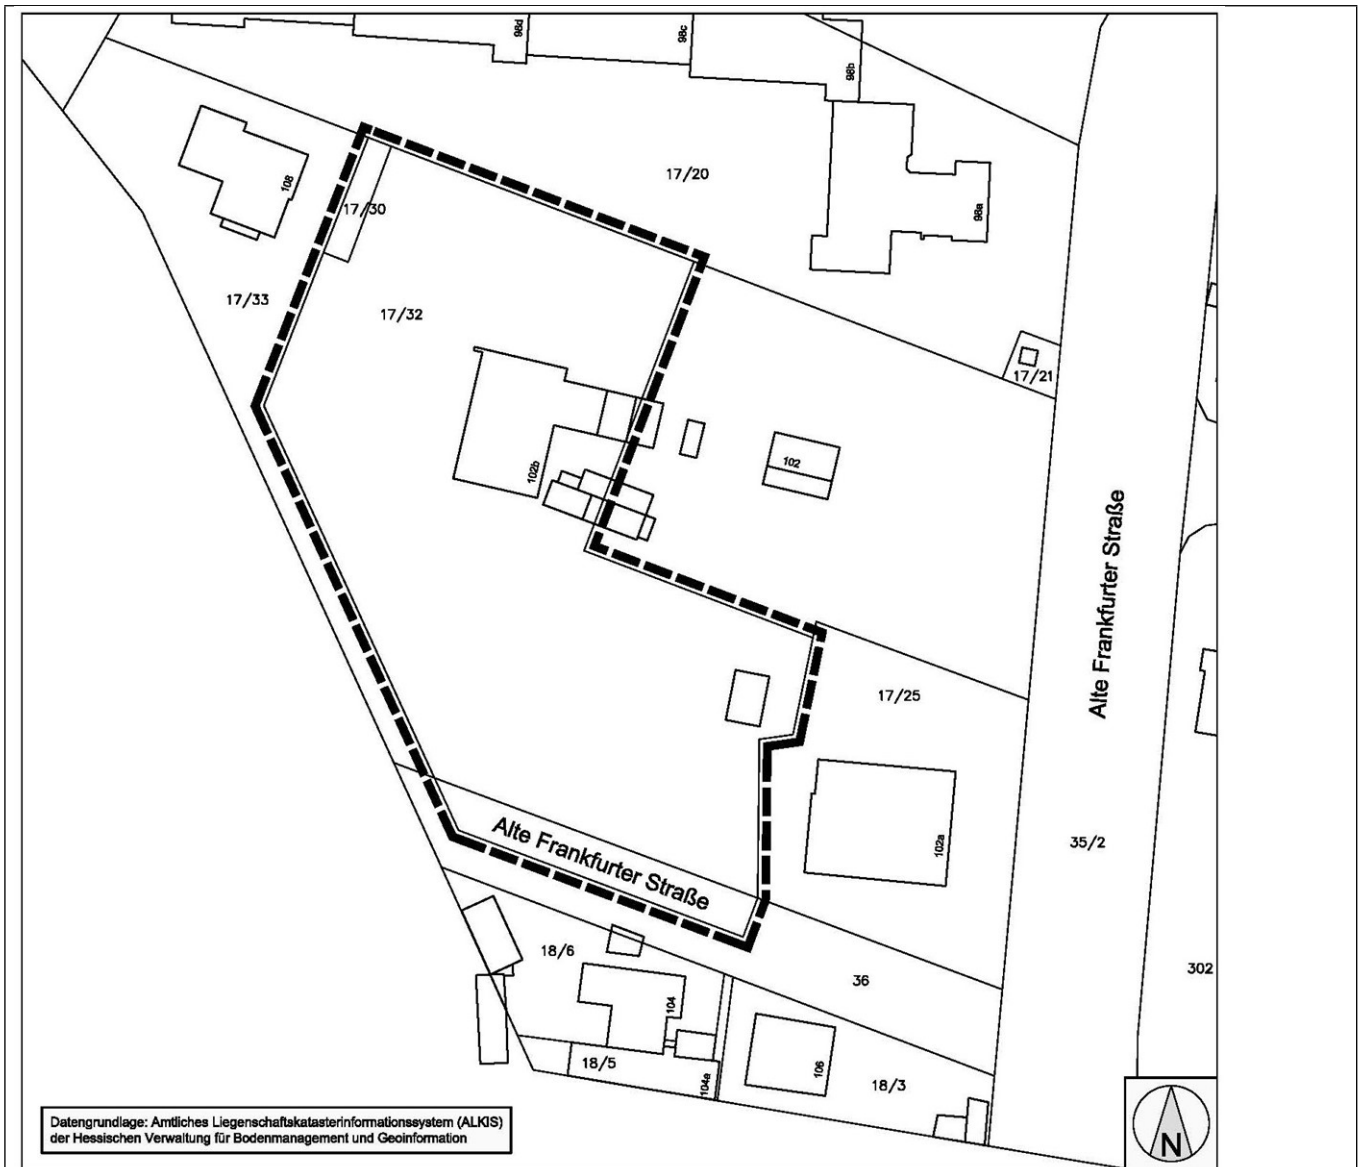 98d
98c
98b
17/20
108
17/30
98a
17/33
17/32
17/21
102
102b
Alte Frankfurter Straße
17/25
Alte Frankfurter Straße
102a
35/2
18/6
36
302
104
18/5
104a
106
18/3
Datengrundlage: Amtliches Liegenschaftskatasterinformationssystem (ALKIS)
der Hessischen Verwaltung für Bodenmanagement und Geoinformation
N